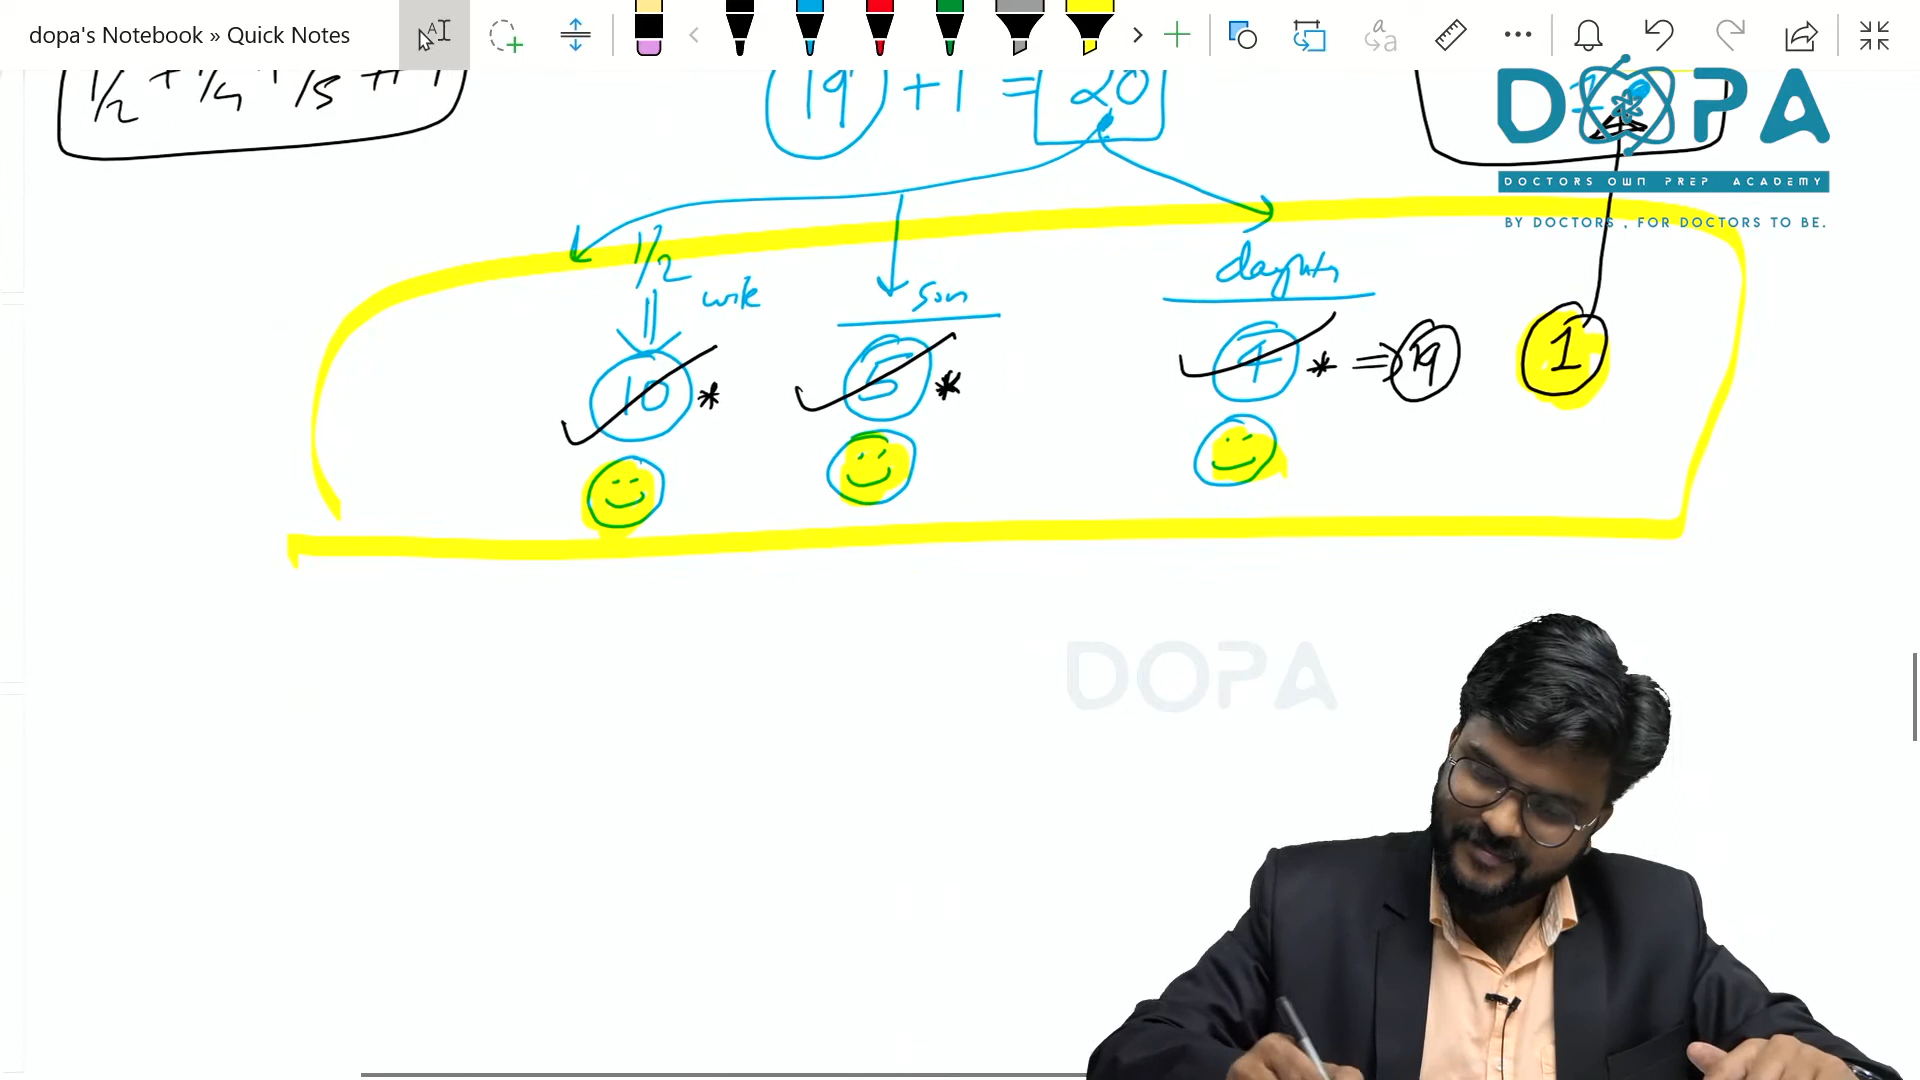 dopa's Notebook » Quick Notes
1/2 + 1/4 + 1/5 ≠ 1
19 + 1 = 20
DOPA
DOCTORS OWN PREP ACADEMY
BY DOCTORS , FOR DOCTORS TO BE.
1/2
wife
son
daughter
10 *
5 *
4 * => 19
1
DOPA